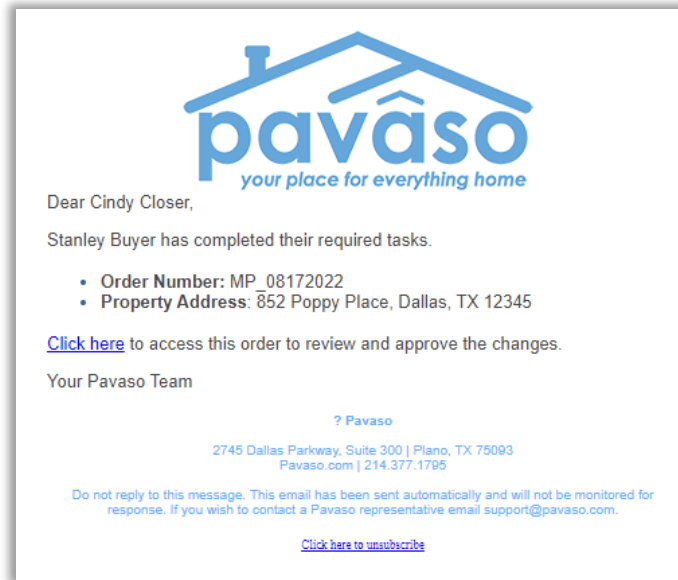 pavâso
your place for everything home
Dear Cindy Closer,
Stanley Buyer has completed their required tasks.
• Order Number: MP_08172022
• Property Address: 852 Poppy Place, Dallas, TX 12345
Click here to access this order to review and approve the changes.
Your Pavaso Team
? Pavaso
2745 Dallas Parkway, Suite 300 | Plano, TX 75093
Pavaso.com | 214.377.1795
Do not reply to this message. This email has been sent automatically and will not be monitored for
response. If you wish to contact a Pavaso representative email support@pavaso.com.
Click here to unsubscribe